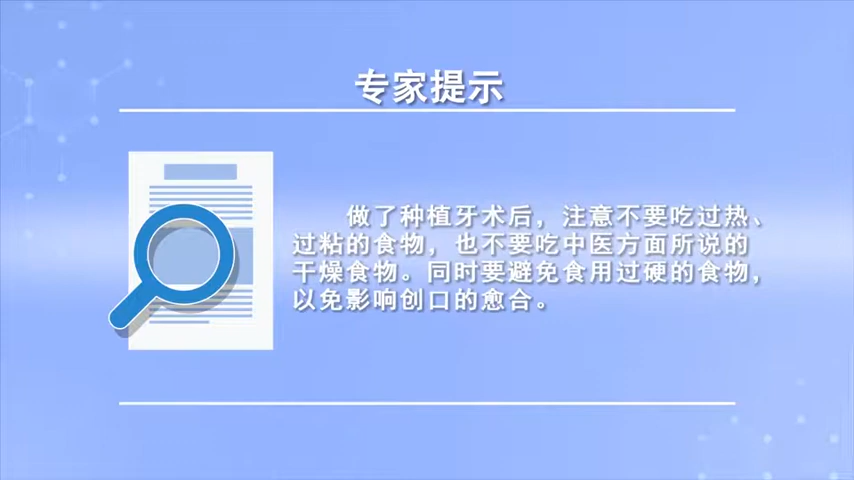 专家提示
做了种植牙术后，注意不要吃过热、
过粘的食物，也不要吃中医方面所说的
干燥食物。同时要避免食用过硬的食物，
以免影响创口的愈合。